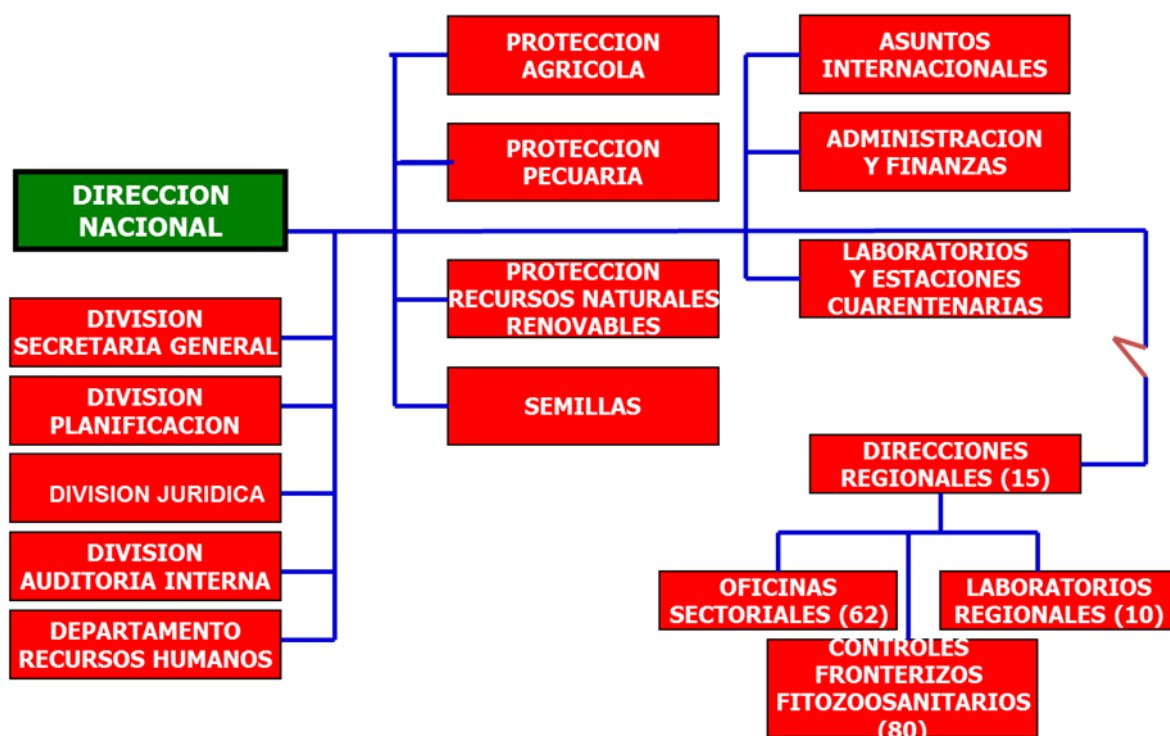 DIRECCION
NACIONAL
DIVISION
SECRETARIA GENERAL
DIVISION
PLANIFICACION
DIVISION JURIDICA
DIVISION
AUDITORIA INTERNA
DEPARTAMENTO
RECURSOS HUMANOS
PROTECCION
AGRICOLA
PROTECCION
PECUARIA
PROTECCION
RECURSOS NATURALES
RENOVABLES
SEMILLAS
ASUNTOS
INTERNACIONALES
ADMINISTRACION
Y FINANZAS
LABORATORIOS
Y ESTACIONES
CUARENTENARIAS
DIRECCIONES
REGIONALES (15)
OFICINAS
SECTORIALES (62)
LABORATORIOS
REGIONALES (10)
CONTROLES
FRONTERIZOS
FITOZOOSANITARIOS
(80)